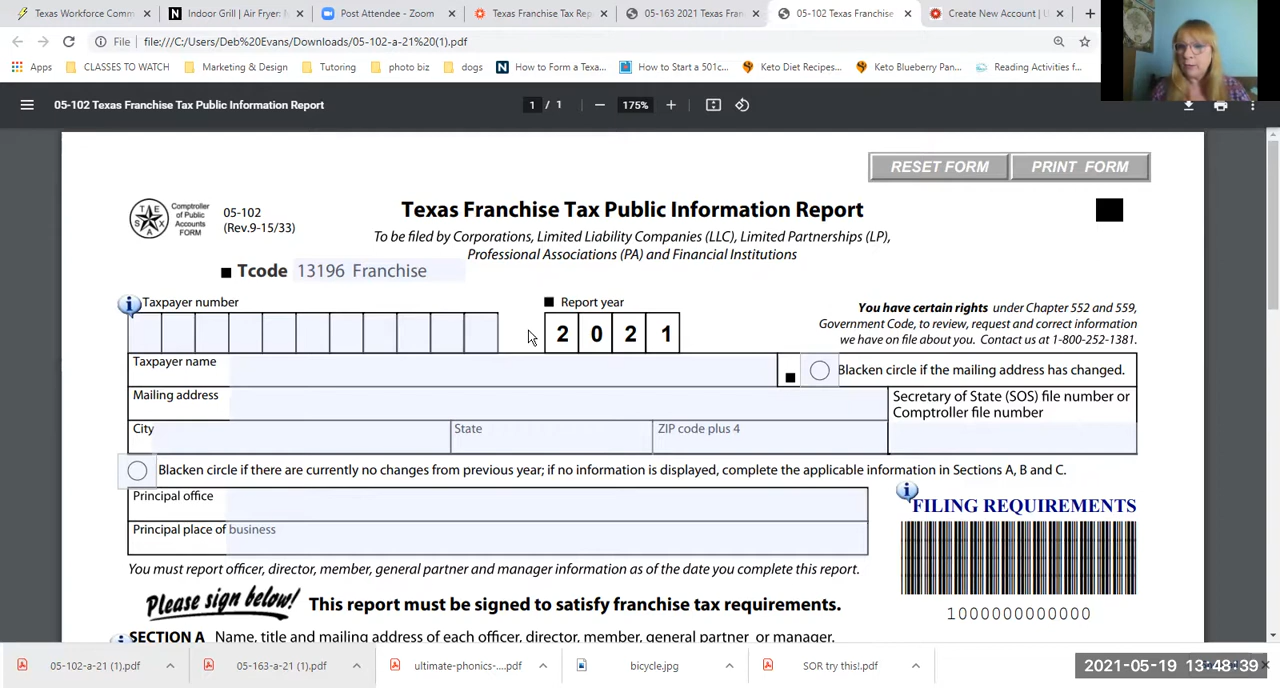 Texas Workforce Comm
Indoor Grill | Air Fryer:
Post Attendee - Zoom
Texas Franchise Tax Rep
05-163 2021 Texas Fran
05-102 Texas Franchise
Create New Account | U
File | file:///C:/Users/Deb%20Evans/Downloads/05-102-a-21%20(1).pdf
Apps
CLASSES TO WATCH
Marketing & Design
Tutoring
photo biz
dogs
How to Form a Texa...
How to Start a 501c...
Keto Diet Recipes...
Keto Blueberry Pan...
Reading Activities f...
05-102 Texas Franchise Tax Public Information Report
1 / 1
175%
RESET FORM
PRINT FORM
TEXAS
Comptroller
of Public
Accounts
FORM
05-102
(Rev.9-15/33)
Texas Franchise Tax Public Information Report
To be filed by Corporations, Limited Liability Companies (LLC), Limited Partnerships (LP),
Professional Associations (PA) and Financial Institutions
Tcode 13196 Franchise
Taxpayer number
Report year
2 0 2 1
You have certain rights under Chapter 552 and 559,
Government Code, to review, request and correct information
we have on file about you. Contact us at 1-800-252-1381.
Taxpayer name
Blacken circle if the mailing address has changed.
Mailing address
Secretary of State (SOS) file number or
Comptroller file number
City
State
ZIP code plus 4
Blacken circle if there are currently no changes from previous year; if no information is displayed, complete the applicable information in Sections A, B and C.
Principal office
FILING REQUIREMENTS
Principal place of business
You must report officer, director, member, general partner and manager information as of the date you complete this report.
Please sign below!
This report must be signed to satisfy franchise tax requirements.
1000000000000
SECTION A Name, title and mailing address of each officer, director, member, general partner or manager.
05-102-a-21 (1).pdf
05-163-a-21 (1).pdf
ultimate-phonics-....pdf
bicycle.jpg
SOR try this!.pdf
2021-05-19 13:48:39